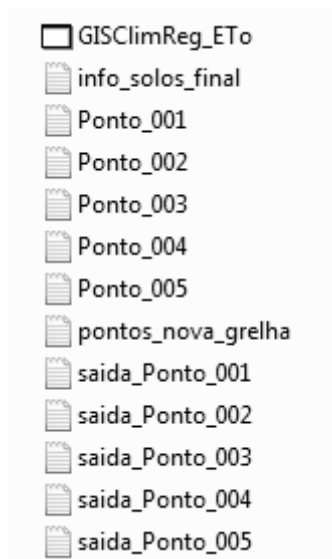 GISClimReg_ETo
info_solos_final
Ponto_001
Ponto_002
Ponto_003
Ponto_004
Ponto_005
pontos_nova_grelha
saida_Ponto_001
saida_Ponto_002
saida_Ponto_003
saida_Ponto_004
saida_Ponto_005